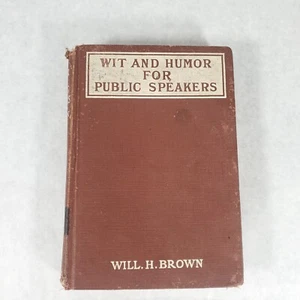 WIT AND HUMOR
FOR
PUBLIC SPEAKERS
WILL. H. BROWN